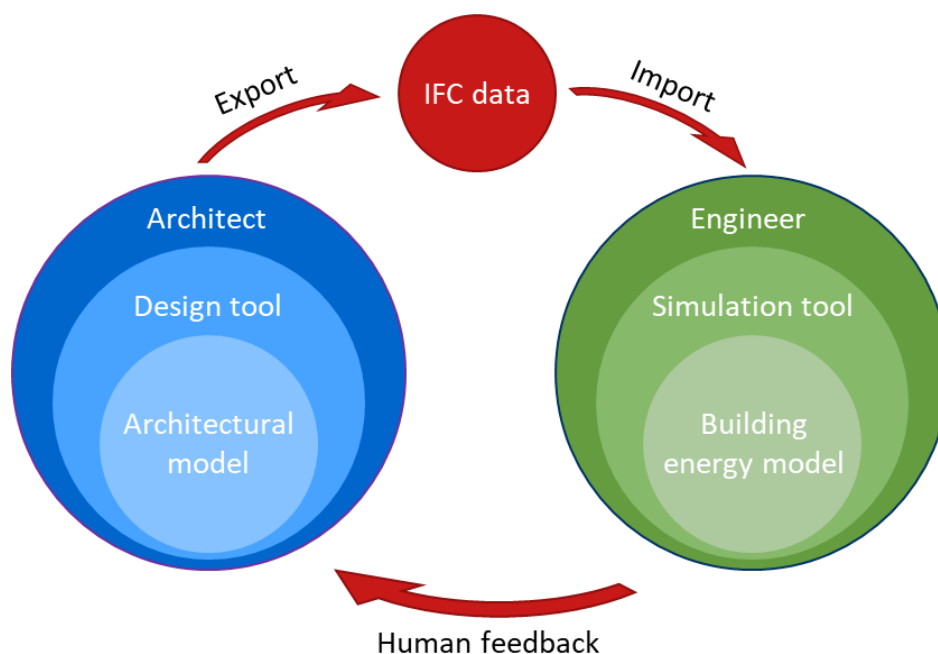 Export
IFC data
Import
Architect
Design tool
Architectural
model
Engineer
Simulation tool
Building
energy model
Human feedback